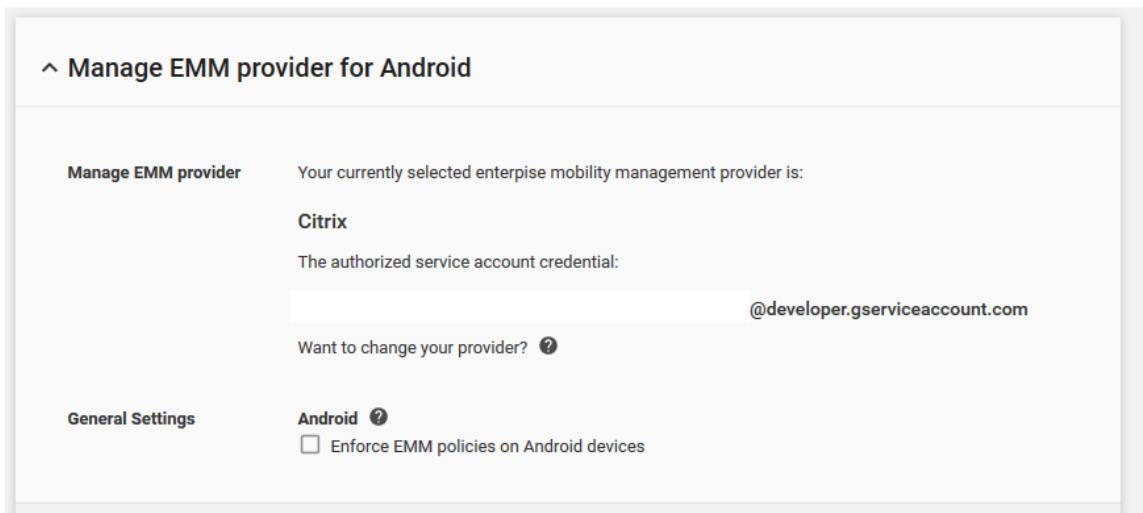 Manage EMM provider for Android
Manage EMM provider
Your currently selected enterpise mobility management provider is:
Citrix
The authorized service account credential:
@developer.gserviceaccount.com
Want to change your provider?
General Settings
Android
Enforce EMM policies on Android devices